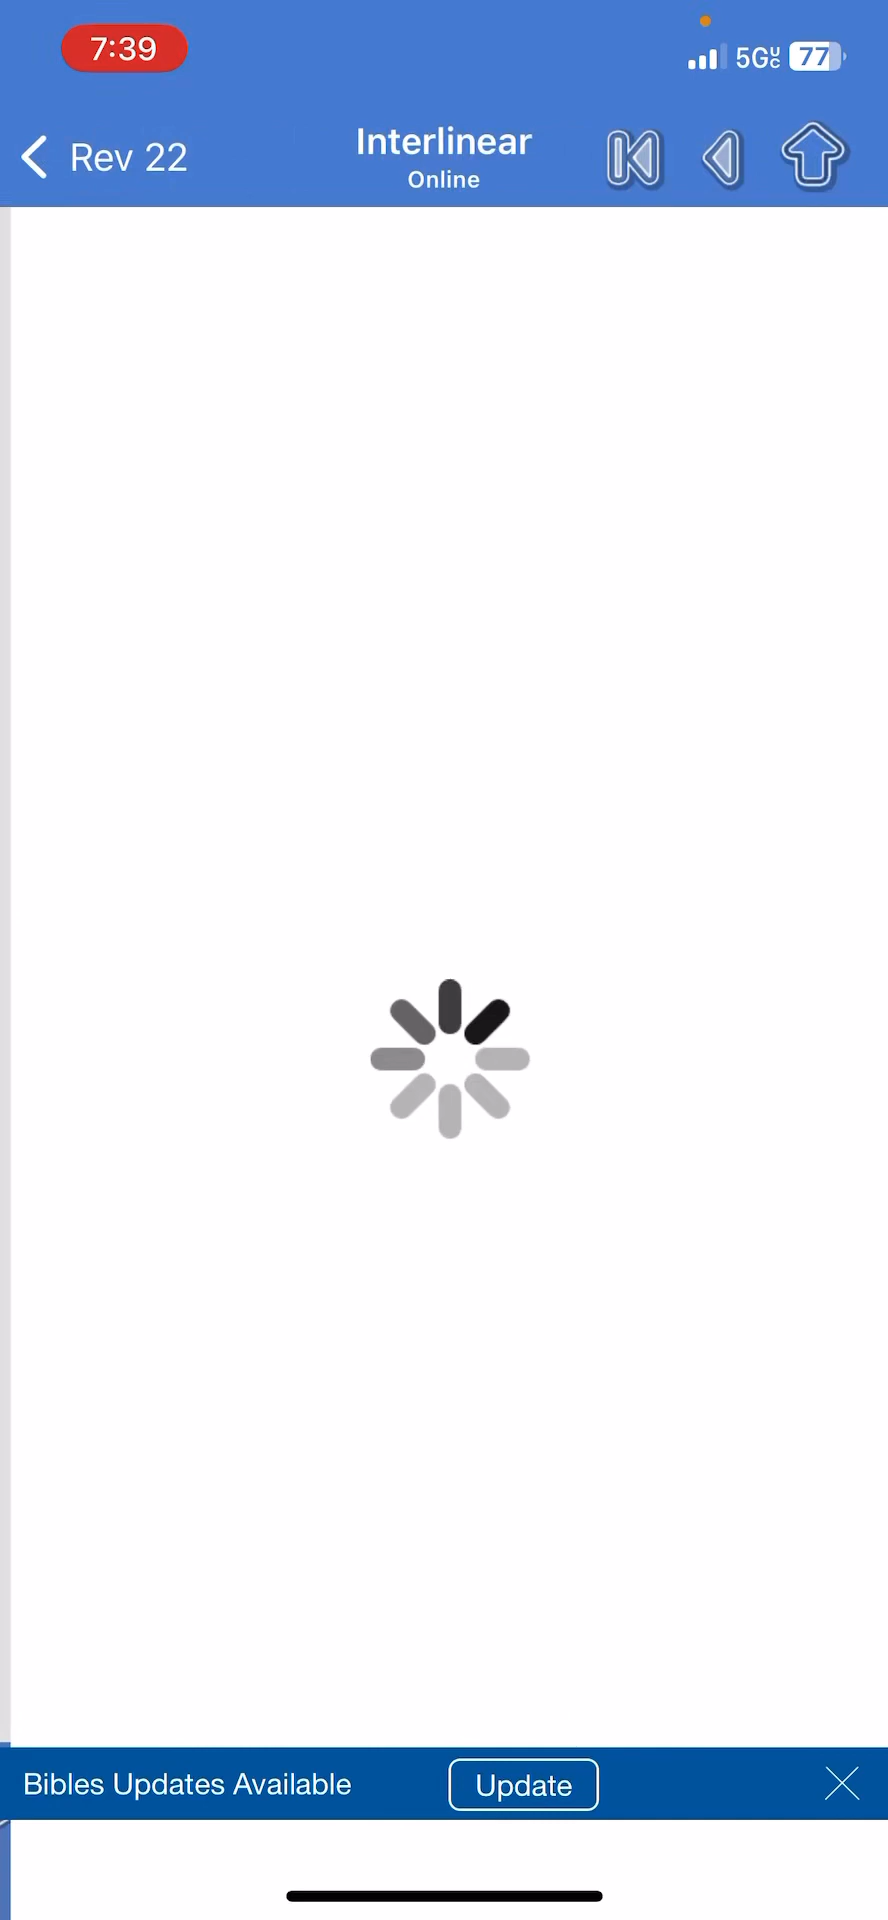 7:39
5G UC 77
Rev 22
Interlinear
Online
Bibles Updates Available
Update